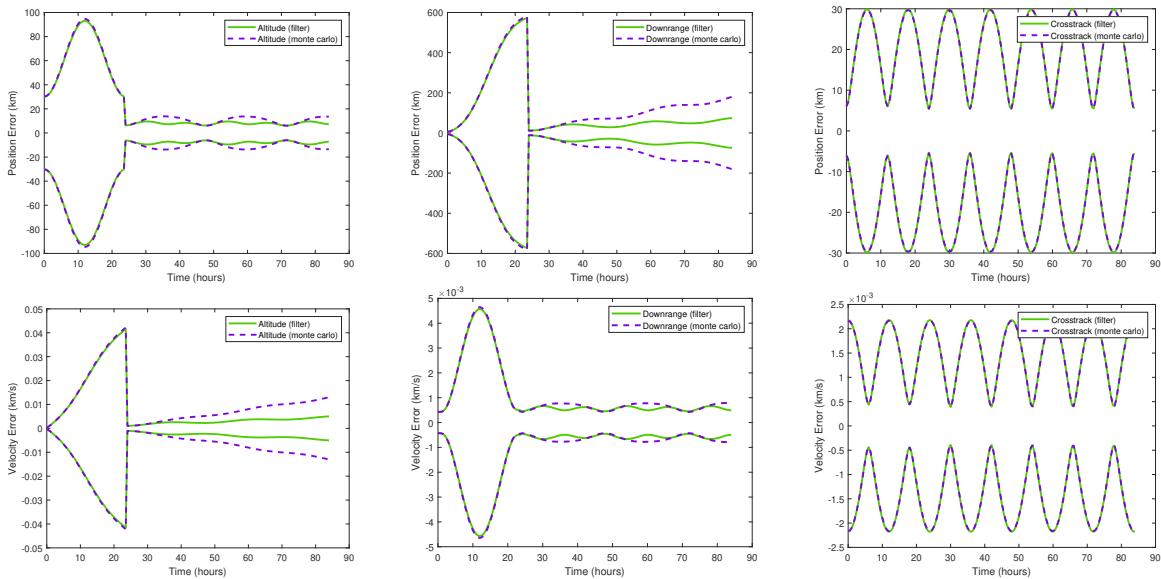 100
80
60
40
20
0
-20
-40
-60
-80
-100
Position Error (km)
0 10 20 30 40 50 60 70 80 90
Time (hours)
Altitude (filter)
Altitude (monte carlo)
600
400
200
0
-200
-400
-600
Position Error (km)
0 10 20 30 40 50 60 70 80 90
Time (hours)
Downrange (filter)
Downrange (monte carlo)
30
20
10
0
-10
-20
-30
Position Error (km)
0 10 20 30 40 50 60 70 80 90
Time (hours)
Crosstrack (filter)
Crosstrack (monte carlo)
0.05
0.04
0.03
0.02
0.01
0
-0.01
-0.02
-0.03
-0.04
-0.05
Velocity Error (km/s)
0 10 20 30 40 50 60 70 80 90
Time (hours)
Altitude (filter)
Altitude (monte carlo)
×10⁻³
5
4
3
2
1
0
-1
-2
-3
-4
-5
Velocity Error (km/s)
0 10 20 30 40 50 60 70 80 90
Time (hours)
Downrange (filter)
Downrange (monte carlo)
×10⁻³
2.5
2
1.5
1
0.5
0
-0.5
-1
-1.5
-2
-2.5
Velocity Error (km/s)
0 10 20 30 40 50 60 70 80 90
Time (hours)
Crosstrack (filter)
Crosstrack (monte carlo)